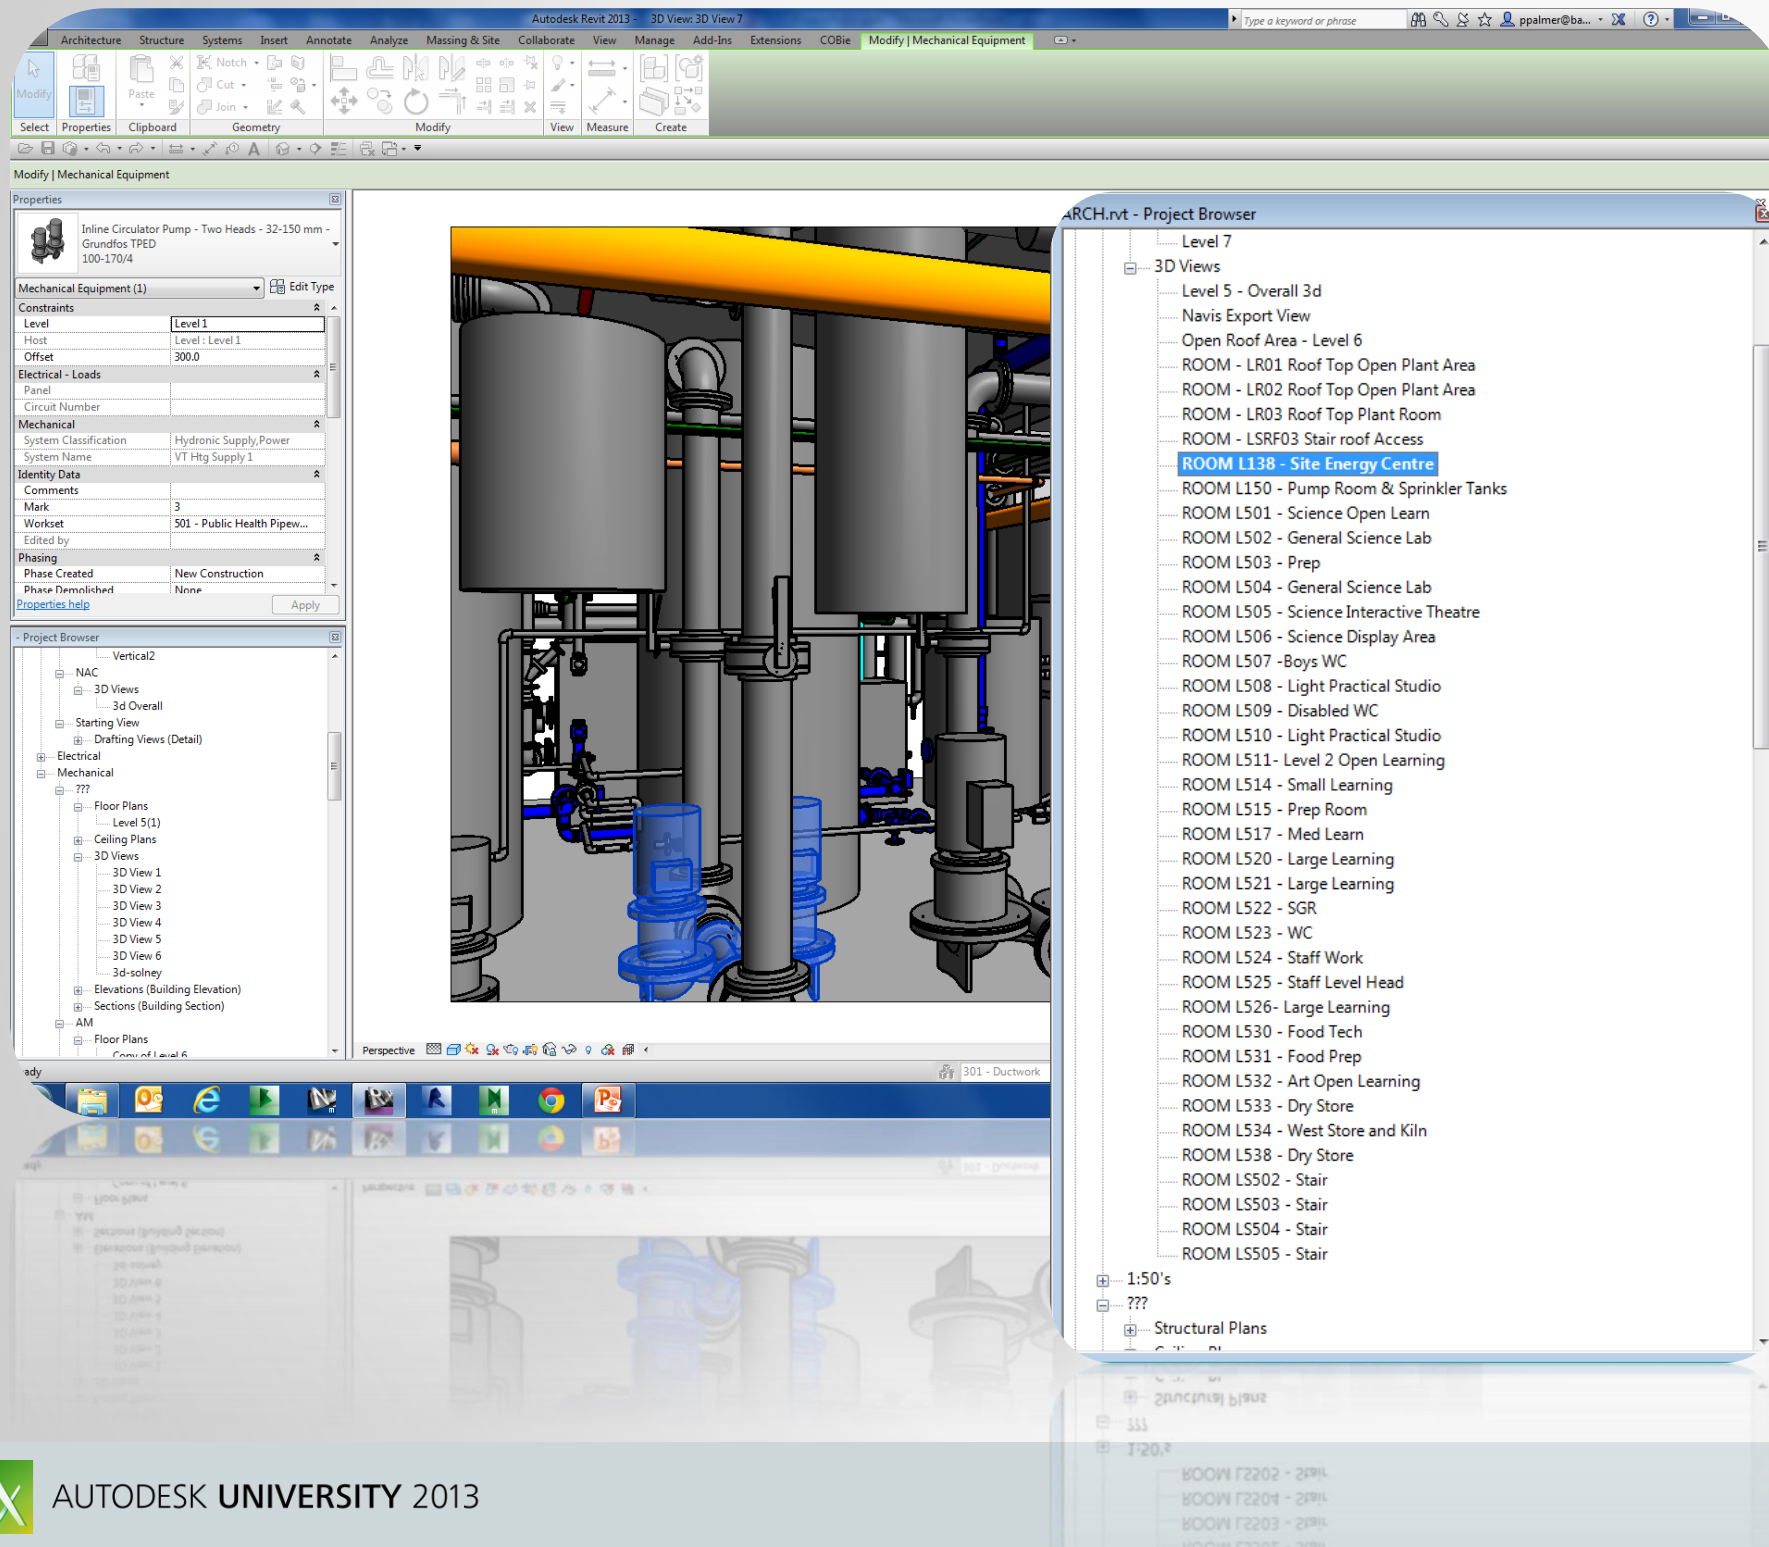 Autodesk Revit 2013 - 3D View: 3D View 7
Type a keyword or phrase
ppalmer@ba...
Architecture Structure Systems Insert Annotate Analyze Massing & Site Collaborate View Manage Add-Ins Extensions COBie Modify | Mechanical Equipment
Modify
Paste
Notch
Cut
Join
Select Properties Clipboard Geometry Modify View Measure Create
Modify | Mechanical Equipment
Properties
Inline Circulator Pump - Two Heads - 32-150 mm -
Grundfos TPED
100-170/4
Mechanical Equipment (1) Edit Type
Constraints
Level Level 1
Host Level : Level 1
Offset 300.0
Electrical - Loads
Panel
Circuit Number
Mechanical
System Classification Hydronic Supply,Power
System Name VT Htg Supply 1
Identity Data
Comments
Mark 3
Workset 501 - Public Health Pipew...
Edited by
Phasing
Phase Created New Construction
Phase Demolished None
Properties help Apply
- Project Browser
Vertical2
NAC
3D Views
3d Overall
Starting View
Drafting Views (Detail)
Electrical
Mechanical
???
Floor Plans
Level 5(1)
Ceiling Plans
3D Views
3D View 1
3D View 2
3D View 3
3D View 4
3D View 5
3D View 6
3d-solney
Elevations (Building Elevation)
Sections (Building Section)
AM
Floor Plans
Copy of Level 6
Perspective
301 - Ductwork
ARCH.rvt - Project Browser
Level 7
3D Views
Level 5 - Overall 3d
Navis Export View
Open Roof Area - Level 6
ROOM - LR01 Roof Top Open Plant Area
ROOM - LR02 Roof Top Open Plant Area
ROOM - LR03 Roof Top Plant Room
ROOM - LSRF03 Stair roof Access
ROOM L138 - Site Energy Centre
ROOM L150 - Pump Room & Sprinkler Tanks
ROOM L501 - Science Open Learn
ROOM L502 - General Science Lab
ROOM L503 - Prep
ROOM L504 - General Science Lab
ROOM L505 - Science Interactive Theatre
ROOM L506 - Science Display Area
ROOM L507 -Boys WC
ROOM L508 - Light Practical Studio
ROOM L509 - Disabled WC
ROOM L510 - Light Practical Studio
ROOM L511- Level 2 Open Learning
ROOM L514 - Small Learning
ROOM L515 - Prep Room
ROOM L517 - Med Learn
ROOM L520 - Large Learning
ROOM L521 - Large Learning
ROOM L522 - SGR
ROOM L523 - WC
ROOM L524 - Staff Work
ROOM L525 - Staff Level Head
ROOM L526- Large Learning
ROOM L530 - Food Tech
ROOM L531 - Food Prep
ROOM L532 - Art Open Learning
ROOM L533 - Dry Store
ROOM L534 - West Store and Kiln
ROOM L538 - Dry Store
ROOM LS502 - Stair
ROOM LS503 - Stair
ROOM LS504 - Stair
ROOM LS505 - Stair
1:50's
???
Structural Plans
AUTODESK UNIVERSITY 2013